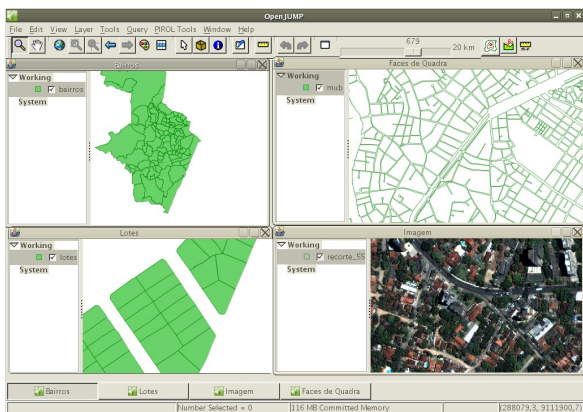 OpenJUMP
File Edit View Layer Tools Query PIROL Tools Window Help
679
20 km
Bairros
Working
bairros
System
Faces de Quadra
Working
mub
System
Lotes
Working
lotes
System
Imagem
Working
recorte_55
System
Bairros Lotes Imagem Faces de Quadra
Number Selected = 0 116 MB Committed Memory (288079,3, 9111900,7)